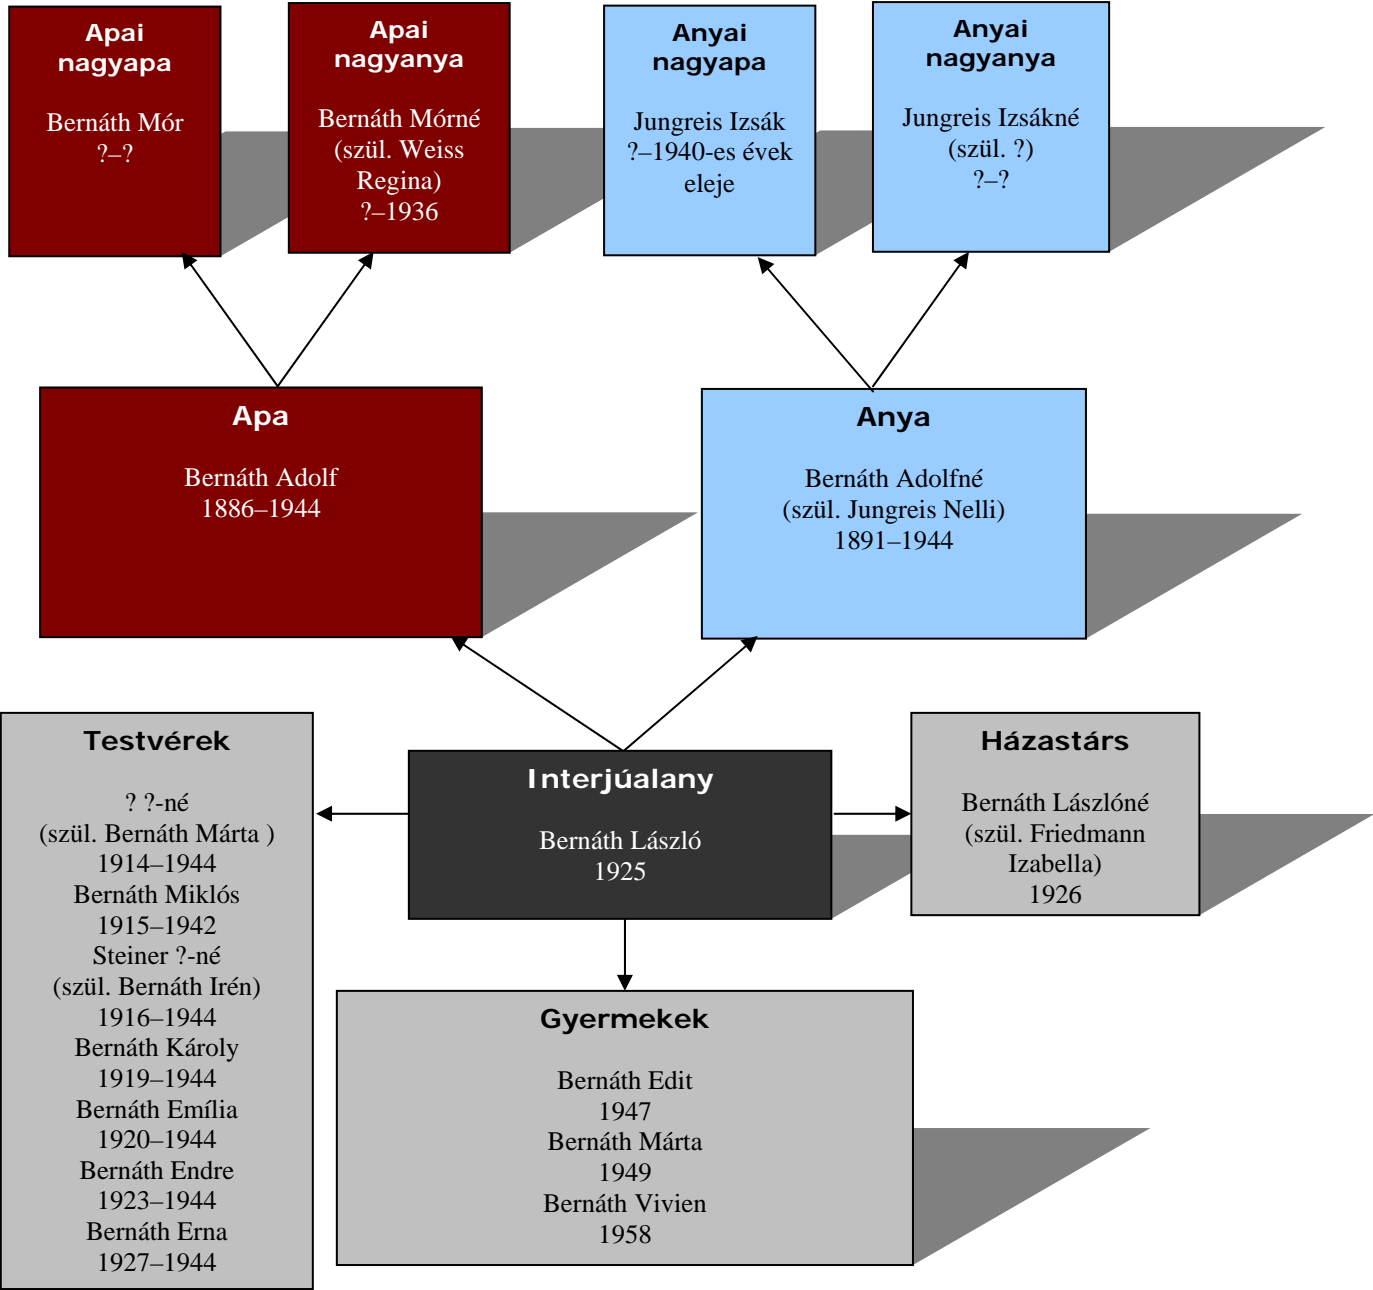 Apai
nagyapa
Bernáth Mór
?–?
Apai
nagyanya
Bernáth Mórné
(szül. Weiss
Regina)
?–1936
Anyai
nagyapa
Jungreis Izsák
?–1940-es évek
eleje
Anyai
nagyanya
Jungreis Izsákné
(szül. ?)
?–?
Apa
Bernáth Adolf
1886–1944
Anya
Bernáth Adolfné
(szül. Jungreis Nelli)
1891–1944
Testvérek
? ?-né
(szül. Bernáth Márta )
1914–1944
Bernáth Miklós
1915–1942
Steiner ?-né
(szül. Bernáth Irén)
1916–1944
Bernáth Károly
1919–1944
Bernáth Emília
1920–1944
Bernáth Endre
1923–1944
Bernáth Erna
1927–1944
Interjúalany
Bernáth László
1925
Házastárs
Bernáth Lászlóné
(szül. Friedmann
Izabella)
1926
Gyermekek
Bernáth Edit
1947
Bernáth Márta
1949
Bernáth Vivien
1958